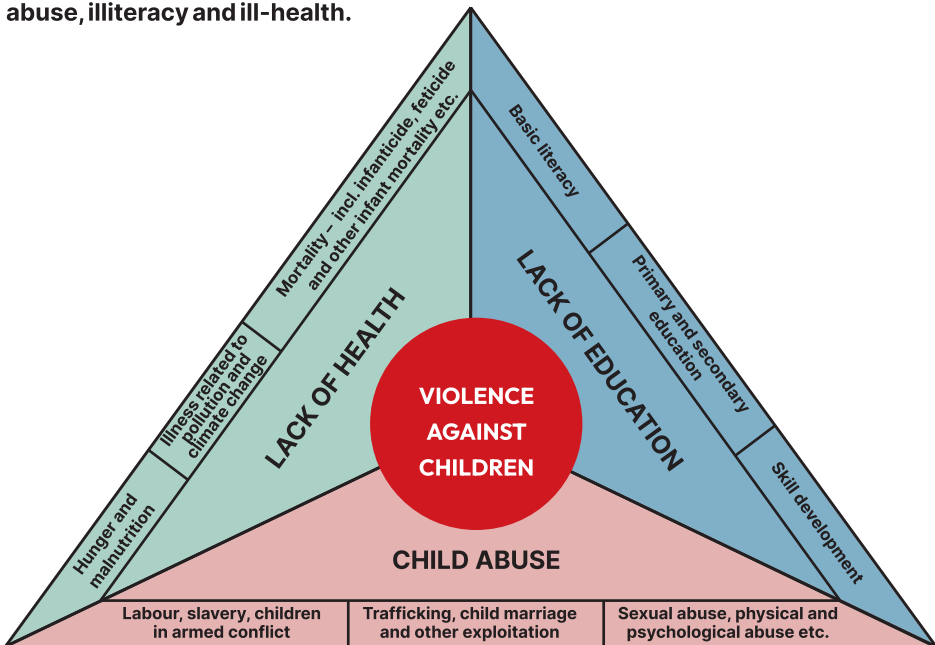 abuse, illiteracy and ill-health.
Mortality – incl. infanticide, feticide
and other infant mortality etc.
Illness related to
pollution and
climate change
Hunger and
malnutrition
LACK OF HEALTH
Basic literacy
Primary and secondary
education
Skill development
LACK OF EDUCATION
VIOLENCE
AGAINST
CHILDREN
CHILD ABUSE
Labour, slavery, children
in armed conflict
Trafficking, child marriage
and other exploitation
Sexual abuse, physical and
psychological abuse etc.